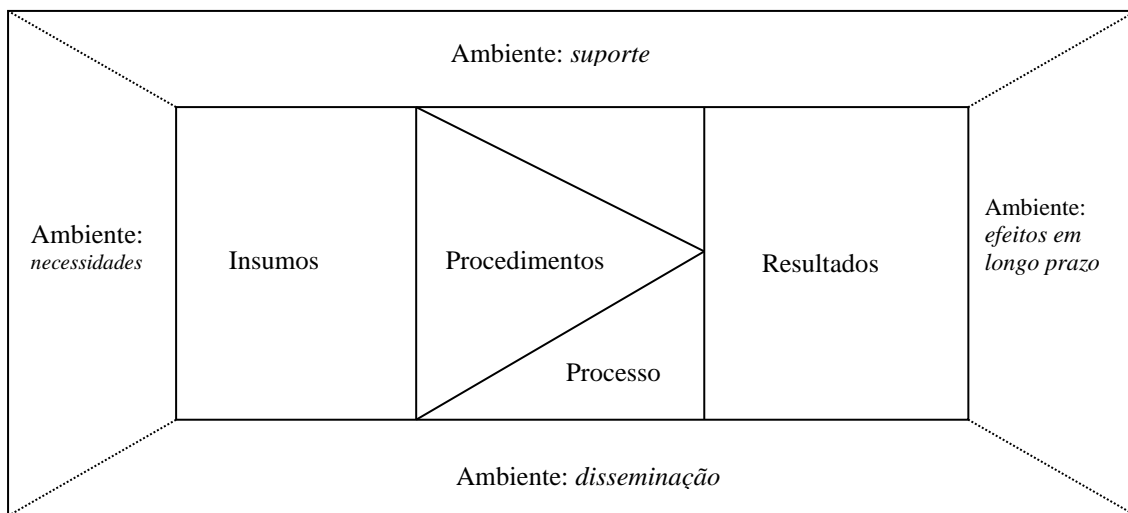 Ambiente: suporte
Ambiente:
necessidades
Insumos
Procedimentos
Processo
Resultados
Ambiente:
efeitos em
longo prazo
Ambiente: disseminação